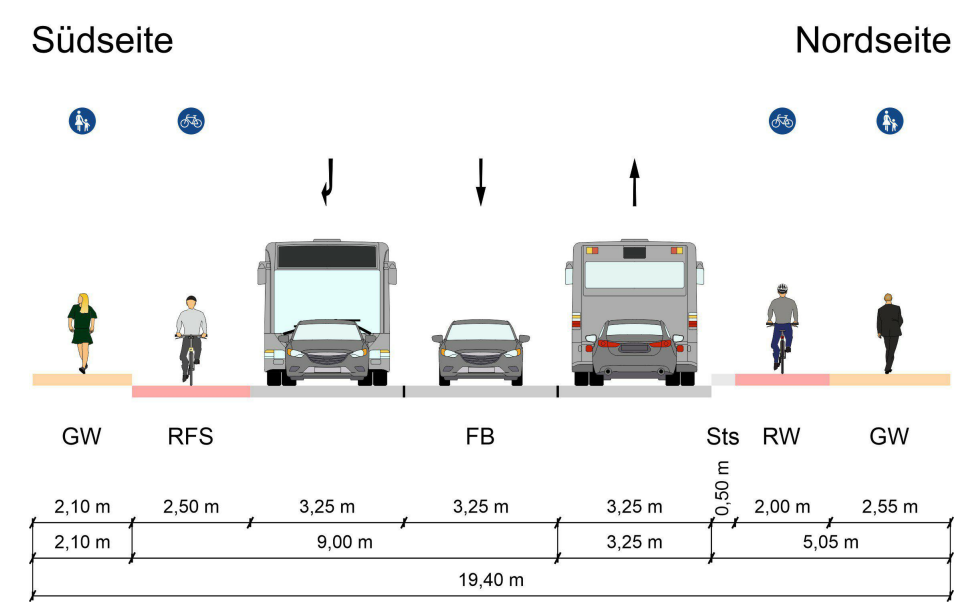 Südseite Nordseite
GW RFS FB Sts RW GW
2,10 m 2,50 m 3,25 m 3,25 m 3,25 m 0,50 m 2,00 m 2,55 m
2,10 m 9,00 m 3,25 m 5,05 m
19,40 m